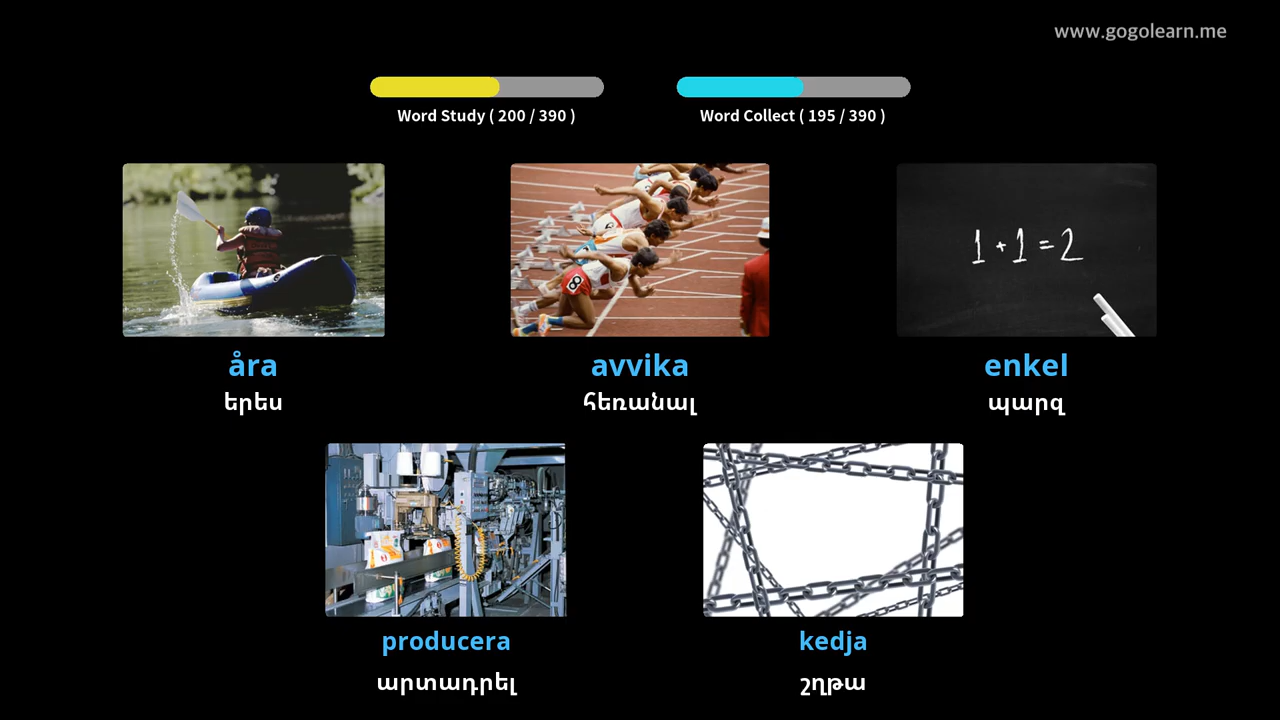 www.gogolearn.me
Word Study ( 200 / 390 )
Word Collect ( 195 / 390 )
åra
երես
avvika
հեռանալ
1 + 1 = 2
enkel
պարզ
producera
արտադրել
kedja
շղթա